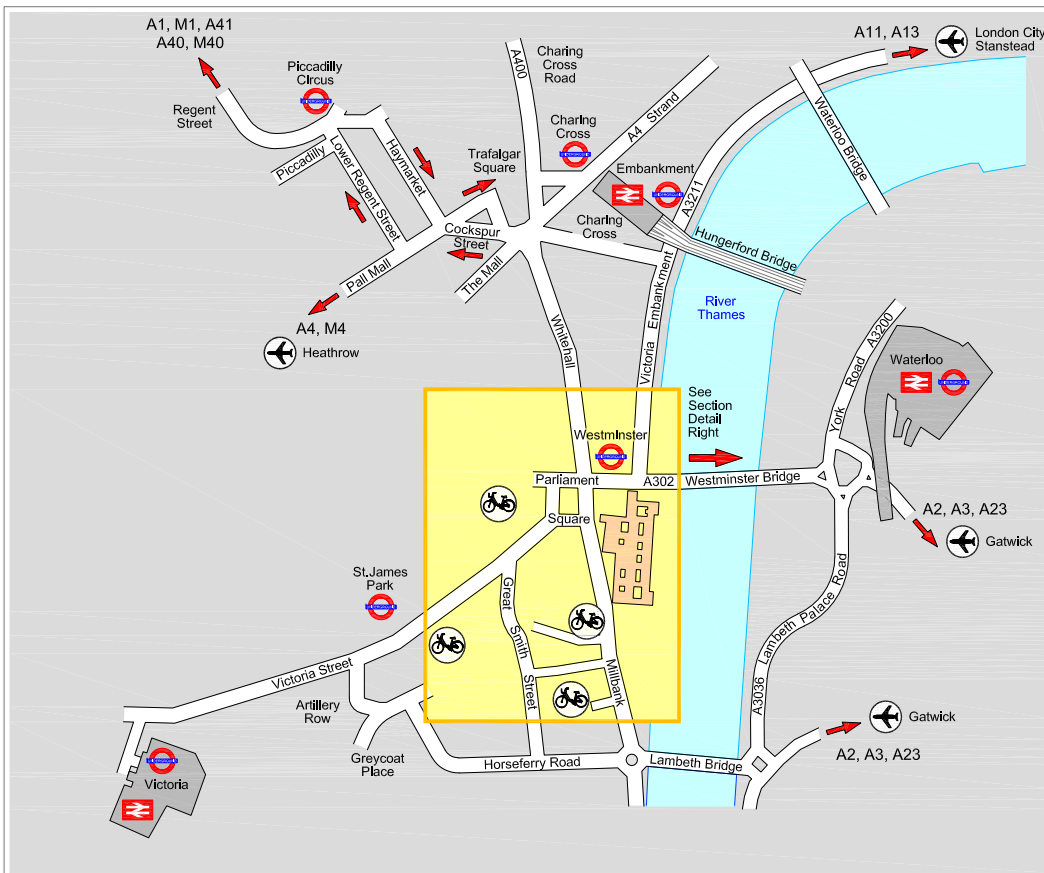 A1, M1, A41
A40, M40
Piccadilly
Circus
Regent
Street
Piccadilly
Lower Regent Street
Haymarket
A400
Charing
Cross
Road
A4 Strand
Charing
Cross
Trafalgar
Square
Cockspur
Street
Pall Mall
The Mall
A4, M4
Heathrow
Embankment
Charing
Cross
A3211
A11, A13
London City
Stanstead
Waterloo Bridge
Hungerford Bridge
River
Thames
Whitehall
Victoria Embankment
See
Section
Detail
Right
Waterloo
York Road A3200
Westminster
Parliament
Square
A302
Westminster Bridge
A2, A3, A23
Gatwick
St.James
Park
Great Smith Street
Millbank
Lambeth Palace Road
A3036
Victoria Street
Artillery
Row
Greycoat
Place
Horseferry Road
Lambeth Bridge
Gatwick
A2, A3, A23
Victoria